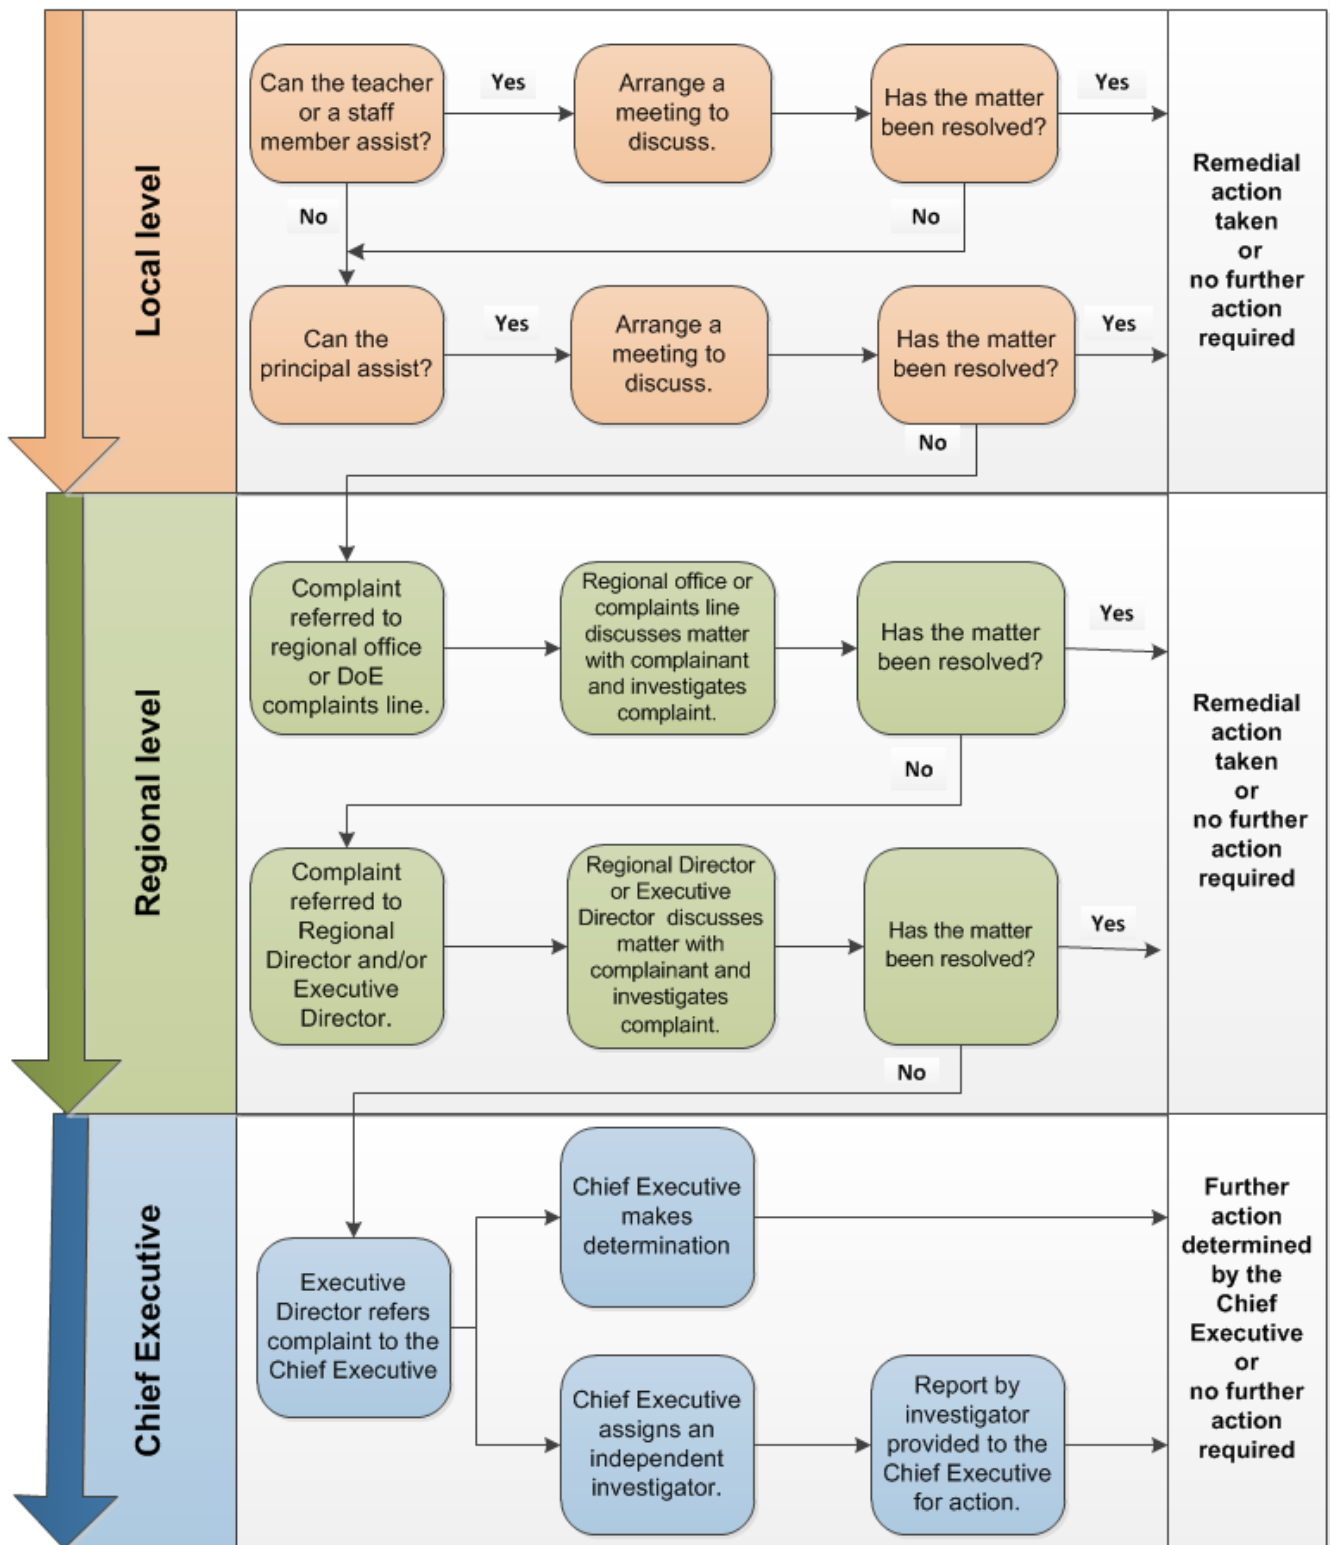 Local level
Can the teacher
or a staff
member assist?
Yes
Arrange a
meeting to
discuss.
Has the matter
been resolved?
Yes
No
No
Can the
principal assist?
Yes
Arrange a
meeting to
discuss.
Has the matter
been resolved?
Yes
No
Remedial
action
taken
or
no further
action
required
Regional level
Complaint
referred to
regional office
or DoE
complaints line.
Regional office or
complaints line
discusses matter
with complainant
and investigates
complaint.
Has the matter
been resolved?
Yes
No
Complaint
referred to
Regional
Director and/or
Executive
Director.
Regional Director
or Executive
Director discusses
matter with
complainant and
investigates
complaint.
Has the matter
been resolved?
Yes
No
Remedial
action
taken
or
no further
action
required
Chief Executive
Executive
Director refers
complaint to the
Chief Executive
Chief Executive
makes
determination
Chief Executive
assigns an
independent
investigator.
Report by
investigator
provided to the
Chief Executive
for action.
Further
action
determined
by the
Chief
Executive
or
no further
action
required